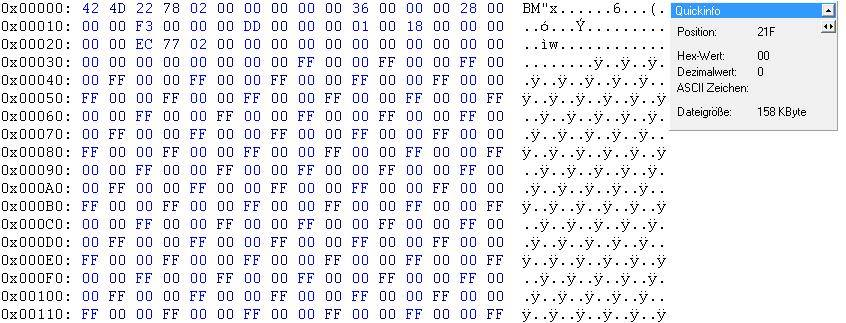 0x00000: 42 4D 22 78 02 00 00 00 00 00 36 00 00 00 28 00 BM"x......6...(.
0x00010: 00 00 F3 00 00 00 DD 00 00 00 01 00 18 00 00 00 ..ó...Ý.........
0x00020: 00 00 EC 77 02 00 00 00 00 00 00 00 00 00 00 00 ..ìw............
0x00030: 00 00 00 00 00 00 00 00 FF 00 00 FF 00 00 FF 00 ........ÿ..ÿ..ÿ.
0x00040: 00 FF 00 00 FF 00 00 FF 00 00 FF 00 00 FF 00 00 .ÿ..ÿ..ÿ..ÿ..ÿ..
0x00050: FF 00 00 FF 00 00 FF 00 00 FF 00 00 FF 00 00 FF ÿ..ÿ..ÿ..ÿ..ÿ..ÿ
0x00060: 00 00 FF 00 00 FF 00 00 FF 00 00 FF 00 00 FF 00 ..ÿ..ÿ..ÿ..ÿ..ÿ.
0x00070: 00 FF 00 00 FF 00 00 FF 00 00 FF 00 00 FF 00 00 .ÿ..ÿ..ÿ..ÿ..ÿ..
0x00080: FF 00 00 FF 00 00 FF 00 00 FF 00 00 FF 00 00 FF ÿ..ÿ..ÿ..ÿ..ÿ..ÿ
0x00090: 00 00 FF 00 00 FF 00 00 FF 00 00 FF 00 00 FF 00 ..ÿ..ÿ..ÿ..ÿ..ÿ.
0x000A0: 00 FF 00 00 FF 00 00 FF 00 00 FF 00 00 FF 00 00 .ÿ..ÿ..ÿ..ÿ..ÿ..
0x000B0: FF 00 00 FF 00 00 FF 00 00 FF 00 00 FF 00 00 FF ÿ..ÿ..ÿ..ÿ..ÿ..ÿ
0x000C0: 00 00 FF 00 00 FF 00 00 FF 00 00 FF 00 00 FF 00 ..ÿ..ÿ..ÿ..ÿ..ÿ.
0x000D0: 00 FF 00 00 FF 00 00 FF 00 00 FF 00 00 FF 00 00 .ÿ..ÿ..ÿ..ÿ..ÿ..
0x000E0: FF 00 00 FF 00 00 FF 00 00 FF 00 00 FF 00 00 FF ÿ..ÿ..ÿ..ÿ..ÿ..ÿ
0x000F0: 00 00 FF 00 00 FF 00 00 FF 00 00 FF 00 00 FF 00 ..ÿ..ÿ..ÿ..ÿ..ÿ.
0x00100: 00 FF 00 00 FF 00 00 FF 00 00 FF 00 00 FF 00 00 .ÿ..ÿ..ÿ..ÿ..ÿ..
0x00110: FF 00 00 FF 00 00 FF 00 00 FF 00 00 FF 00 00 FF ÿ..ÿ..ÿ..ÿ..ÿ..ÿ
Quickinfo
Position: 21F
Hex-Wert: 00
Dezimalwert: 0
ASCII Zeichen:
Dateigröße: 158 KByte